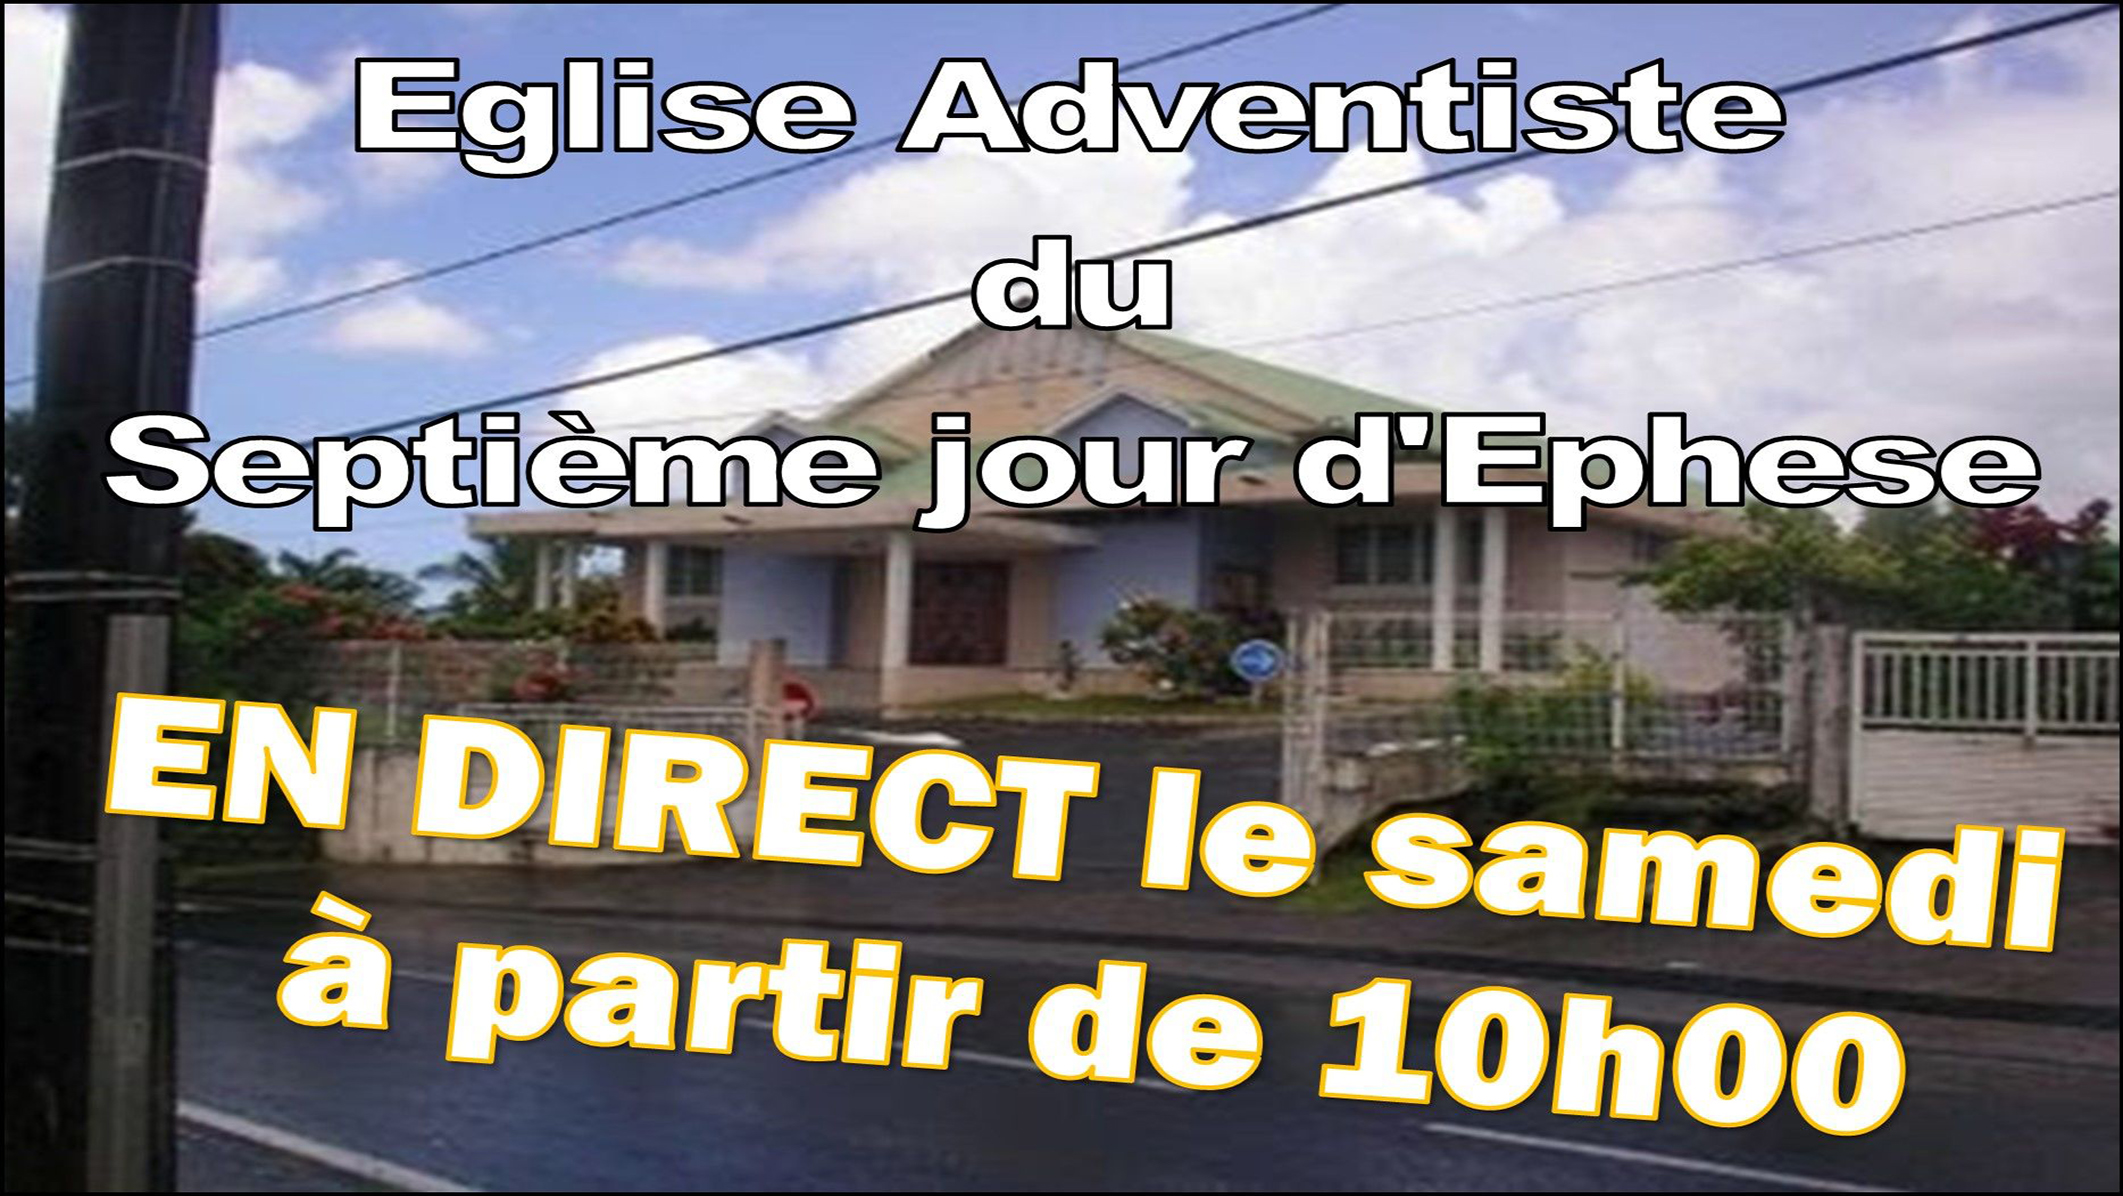 Eglise Adventiste
du
Septième jour d'Ephese
EN DIRECT le samedi
à partir de 10h00